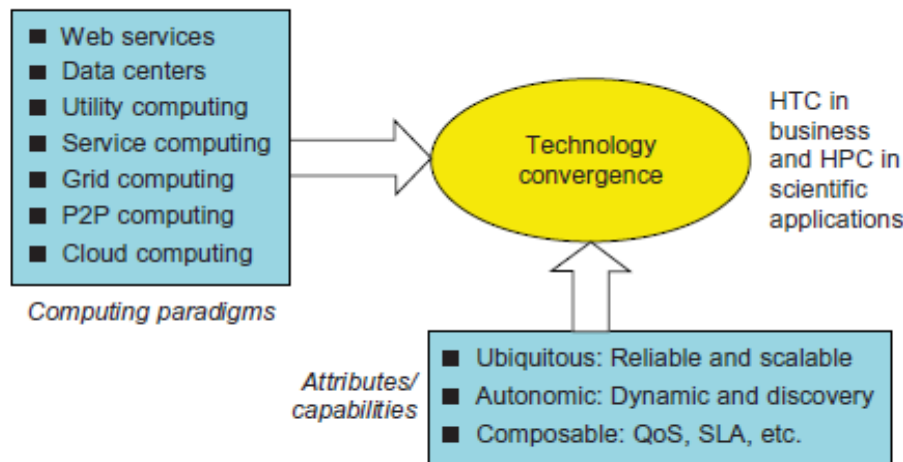 Web services
Data centers
Utility computing
Service computing
Grid computing
P2P computing
Cloud computing
Computing paradigms
Technology
convergence
HTC in
business
and HPC in
scientific
applications
Attributes/
capabilities
Ubiquitous: Reliable and scalable
Autonomic: Dynamic and discovery
Composable: QoS, SLA, etc.